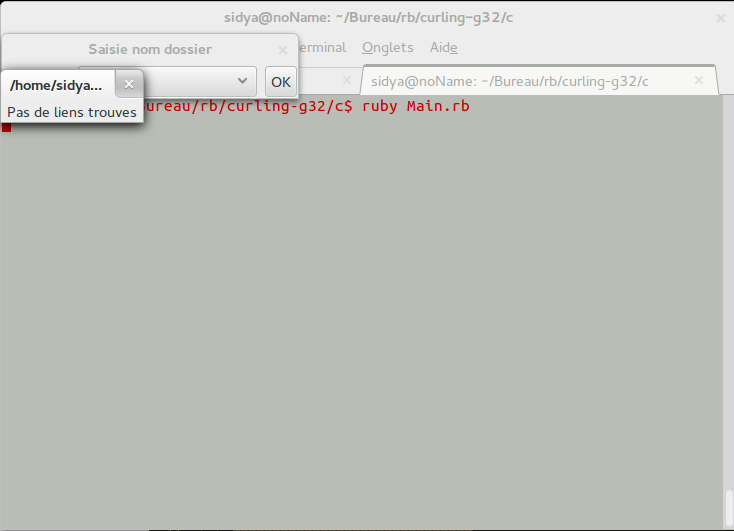 sidya@noName: ~/Bureau/rb/curling-g32/c
Saisie nom dossier
erminal Onglets Aide
OK
sidya@noName: ~/Bureau/rb/curling-g32/c
/home/sidya...
Bureau/rb/curling-g32/c$ ruby Main.rb
Pas de liens trouves